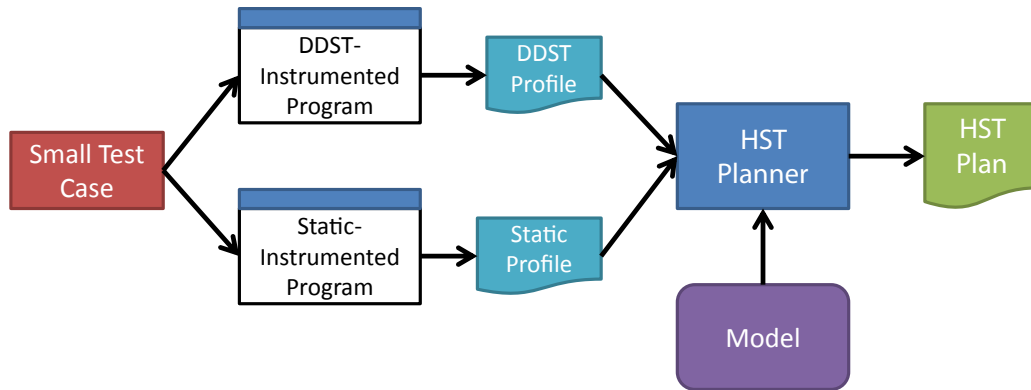 Small Test
Case
DDST-
Instrumented
Program
Static-
Instrumented
Program
DDST
Profile
Static
Profile
HST
Planner
Model
HST
Plan